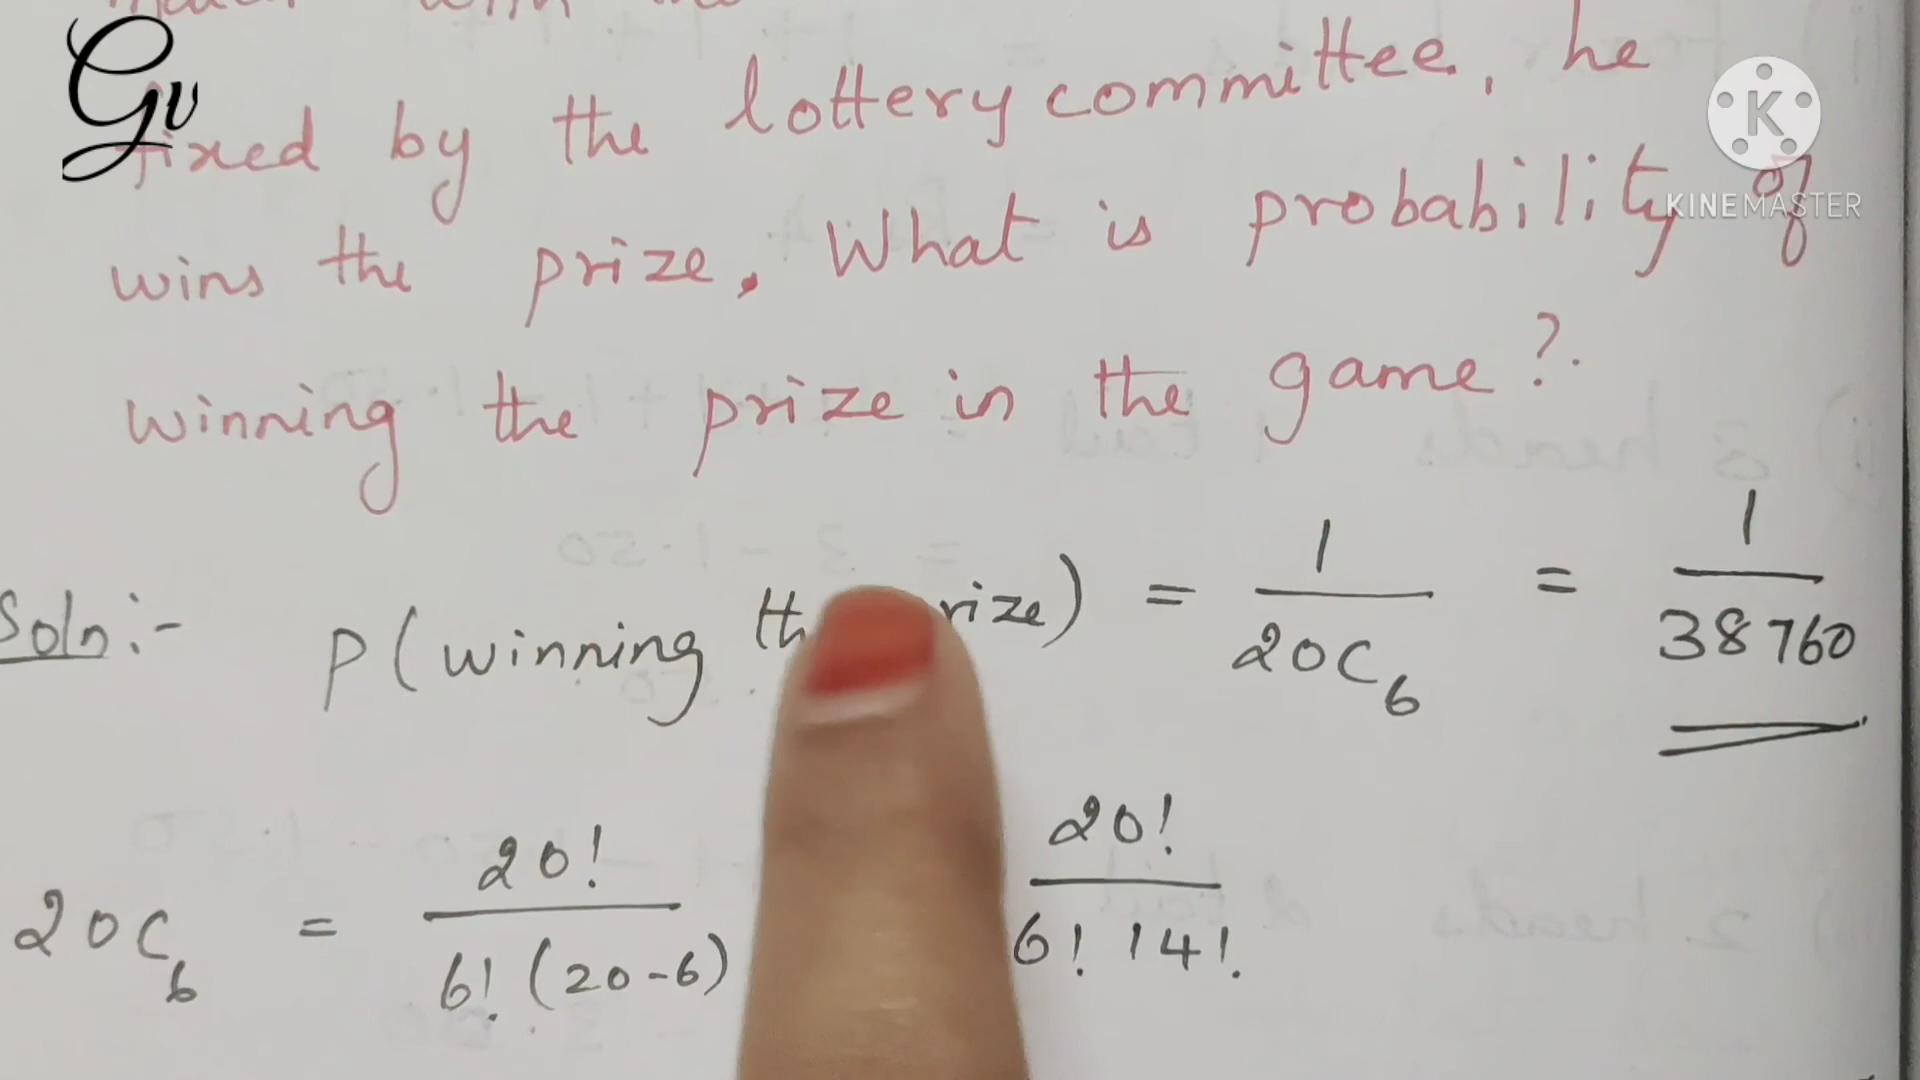 Gv
fixed by the lottery committee, he
KINEMASTER
wins the prize. What is probability of
winning the prize in the game?
Soln:- P(winning rize) = 1/20C6 = 1/38760
20C6 = 20!/6!(20-6) 20!/6! 14!